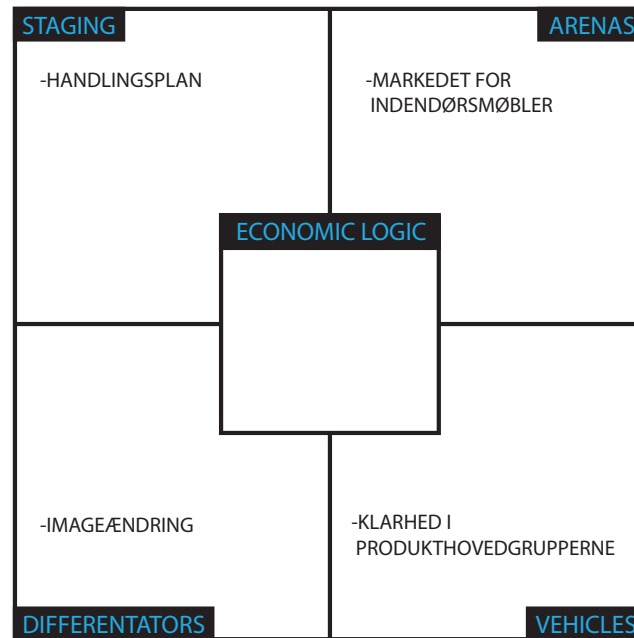 STAGING
ARENAS
-HANDLINGSPLAN
-MARKEDET FOR
INDENDØRSMØBLER
ECONOMIC LOGIC
-IMAGEÆNDRING
-KLARHED I
PRODUKTHOVEDGRUPPERNE
DIFFERENTATORS
VEHICLES